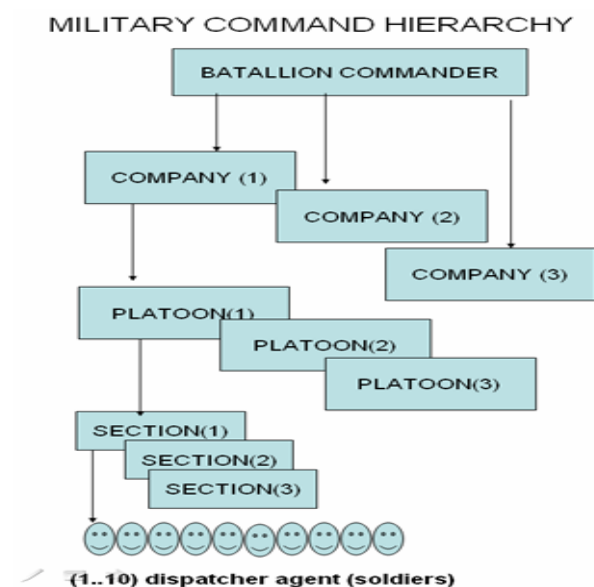 MILITARY COMMAND HIERARCHY
BATALLION COMMANDER
COMPANY (1)
COMPANY (2)
COMPANY (3)
PLATOON(1)
PLATOON(2)
PLATOON(3)
SECTION(1)
SECTION(2)
SECTION(3)
(1..10) dispatcher agent (soldiers)